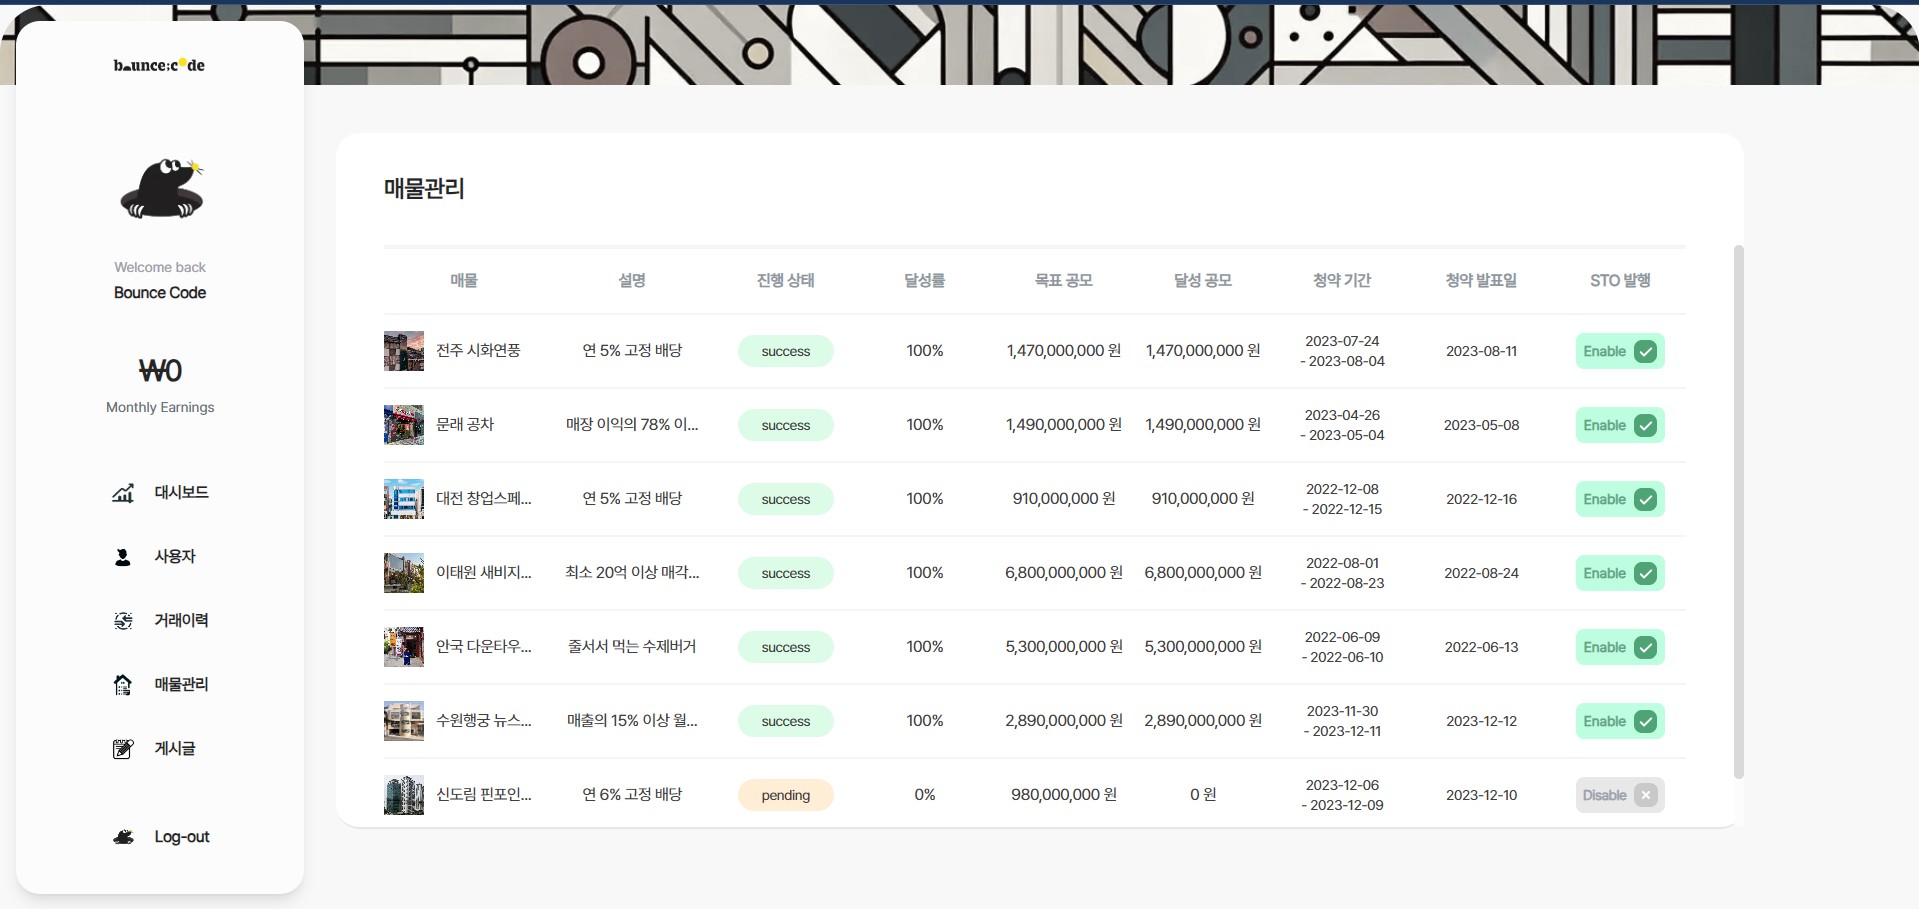 bounce:code
Welcome back
Bounce Code
₩0
Monthly Earnings
대시보드
사용자
거래이력
매물관리
게시글
Log-out
매물관리
매물 설명 진행 상태 달성률 목표 공모 달성 공모 청약 기간 청약 발표일 STO 발행
전주 시화연풍 연 5% 고정 배당 success 100% 1,470,000,000 원 1,470,000,000 원 2023-07-24
- 2023-08-04 2023-08-11 Enable
문래 공차 매장 이익의 78% 이... success 100% 1,490,000,000 원 1,490,000,000 원 2023-04-26
- 2023-05-04 2023-05-08 Enable
대전 창업스페... 연 5% 고정 배당 success 100% 910,000,000 원 910,000,000 원 2022-12-08
- 2022-12-15 2022-12-16 Enable
이태원 새비지... 최소 20억 이상 매각... success 100% 6,800,000,000 원 6,800,000,000 원 2022-08-01
- 2022-08-23 2022-08-24 Enable
안국 다운타우... 줄서서 먹는 수제버거 success 100% 5,300,000,000 원 5,300,000,000 원 2022-06-09
- 2022-06-10 2022-06-13 Enable
수원행궁 뉴스... 매출의 15% 이상 월... success 100% 2,890,000,000 원 2,890,000,000 원 2023-11-30
- 2023-12-11 2023-12-12 Enable
신도림 핀포인... 연 6% 고정 배당 pending 0% 980,000,000 원 0 원 2023-12-06
- 2023-12-09 2023-12-10 Disable